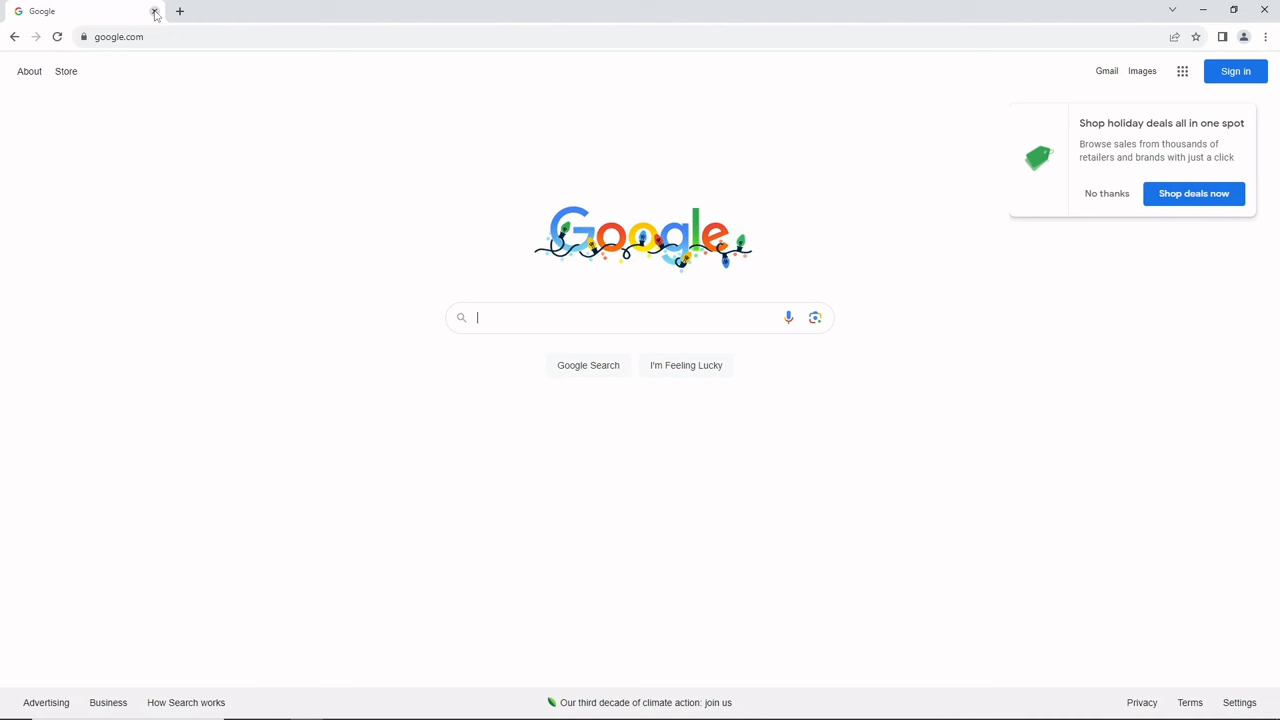 Google
google.com
About Store
Gmail Images
Sign in
Shop holiday deals all in one spot
Browse sales from thousands of
retailers and brands with just a click
No thanks Shop deals now
Google
Google Search I'm Feeling Lucky
Advertising Business How Search works
Our third decade of climate action: join us
Privacy Terms Settings